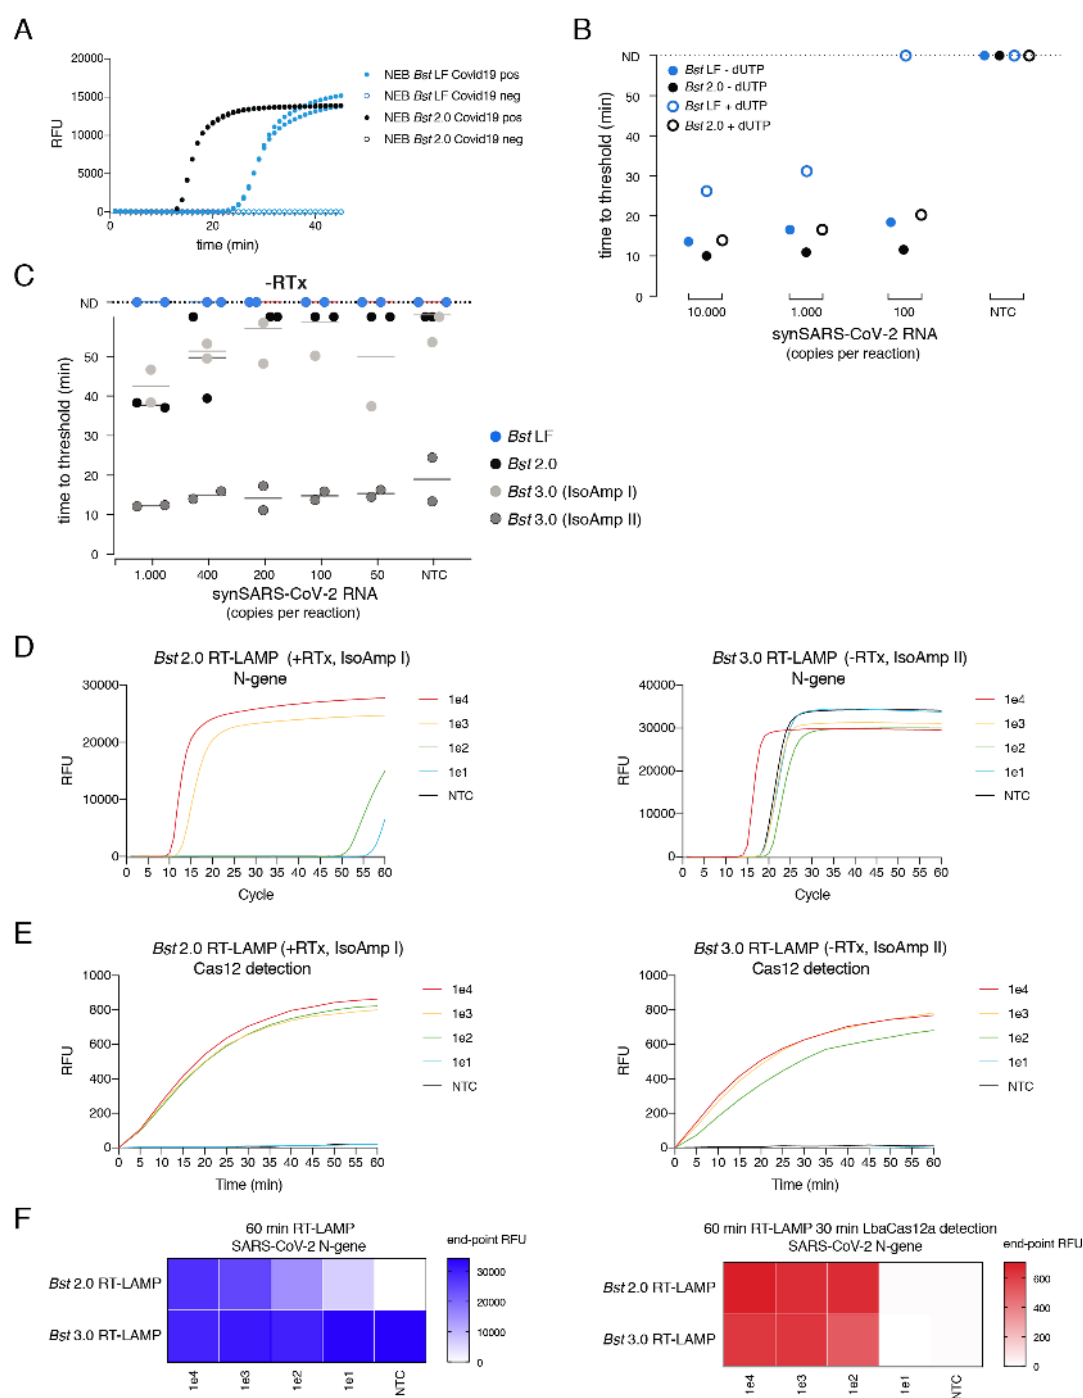 A
20000
15000
10000
5000
0
RFU
0
20
40
time (min)
NEB Bst LF Covid19 pos
NEB Bst LF Covid19 neg
NEB Bst 2.0 Covid19 pos
NEB Bst 2.0 Covid19 neg
B
ND
50
40
30
20
10
0
time to threshold (min)
Bst LF - dUTP
Bst 2.0 - dUTP
Bst LF + dUTP
Bst 2.0 + dUTP
10.000
1.000
100
NTC
synSARS-CoV-2 RNA
(copies per reaction)
C
-RTx
ND
50
40
30
20
10
0
time to threshold (min)
1.000
400
200
100
50
NTC
synSARS-CoV-2 RNA
(copies per reaction)
Bst LF
Bst 2.0
Bst 3.0 (IsoAmp I)
Bst 3.0 (IsoAmp II)
D
Bst 2.0 RT-LAMP (+RTx, IsoAmp I)
N-gene
30000
20000
10000
0
RFU
0 5 10 15 20 25 30 35 40 45 50 55 60
Cycle
1e4
1e3
1e2
1e1
NTC
Bst 3.0 RT-LAMP (-RTx, IsoAmp II)
N-gene
40000
30000
20000
10000
0
RFU
0 5 10 15 20 25 30 35 40 45 50 55 60
Cycle
1e4
1e3
1e2
1e1
NTC
E
Bst 2.0 RT-LAMP (+RTx, IsoAmp I)
Cas12 detection
1000
800
600
400
200
0
RFU
0 5 10 15 20 25 30 35 40 45 50 55 60
Time (min)
1e4
1e3
1e2
1e1
NTC
Bst 3.0 RT-LAMP (-RTx, IsoAmp II)
Cas12 detection
1000
800
600
400
200
0
RFU
0 5 10 15 20 25 30 35 40 45 50 55 60
Time (min)
1e4
1e3
1e2
1e1
NTC
F
60 min RT-LAMP
SARS-CoV-2 N-gene
end-point RFU
Bst 2.0 RT-LAMP
Bst 3.0 RT-LAMP
30000
20000
10000
0
1e4
1e3
1e2
1e1
NTC
60 min RT-LAMP 30 min LbaCas12a detection
SARS-CoV-2 N-gene
end-point RFU
Bst 2.0 RT-LAMP
Bst 3.0 RT-LAMP
600
400
200
0
1e4
1e3
1e2
1e1
NTC